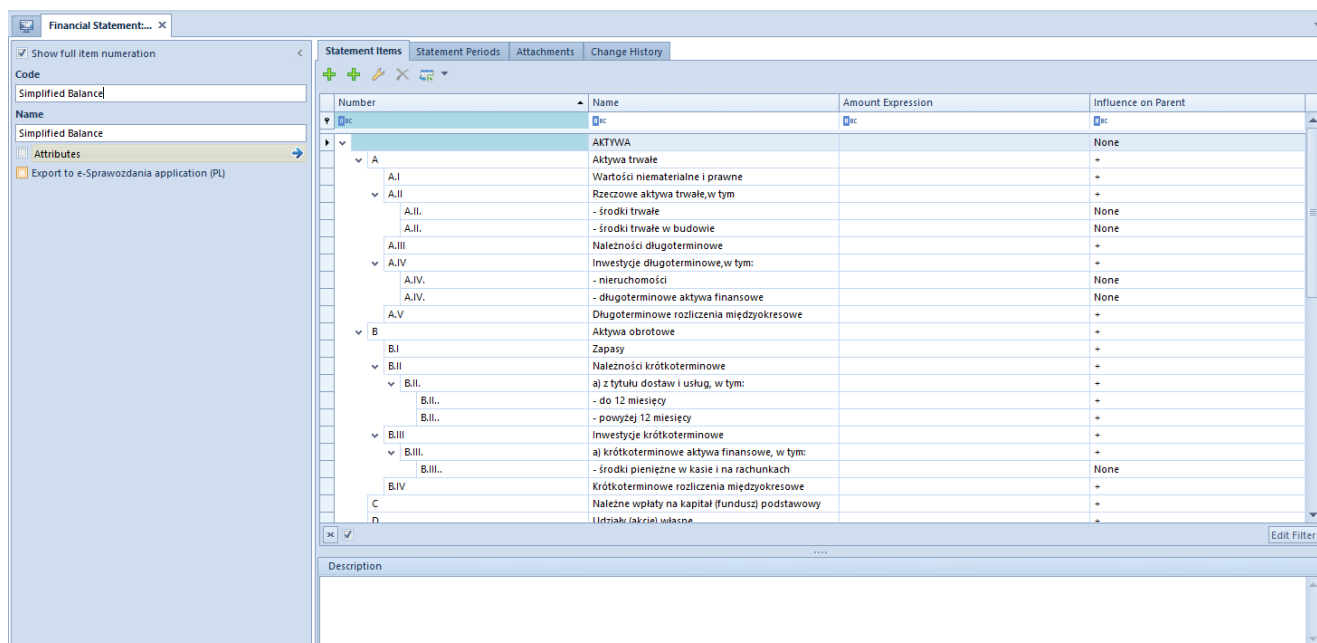 Financial Statement:...
Show full item numeration
Code
Simplified Balance
Name
Simplified Balance
Attributes
Export to e-Sprawozdania application (PL)
Statement Items Statement Periods Attachments Change History
Number Name Amount Expression Influence on Parent
AKTYWA None
A Aktywa trwałe +
A.I Wartości niematerialne i prawne +
A.II Rzeczowe aktywa trwałe,w tym +
A.II. - środki trwałe None
A.II. - środki trwałe w budowie None
A.III Należności długoterminowe +
A.IV Inwestycje długoterminowe,w tym: +
A.IV. - nieruchomości None
A.IV. - długoterminowe aktywa finansowe None
A.V Długoterminowe rozliczenia międzyokresowe +
B Aktywa obrotowe +
B.I Zapasy +
B.II Należności krótkoterminowe +
B.II. a) z tytułu dostaw i usług, w tym: +
B.II.. - do 12 miesięcy +
B.II.. - powyżej 12 miesięcy +
B.III Inwestycje krótkoterminowe +
B.III. a) krótkoterminowe aktywa finansowe, w tym: +
B.III.. - środki pieniężne w kasie i na rachunkach None
B.IV Krótkoterminowe rozliczenia międzyokresowe +
C Należne wpłaty na kapitał (fundusz) podstawowy +
D Udziały (akcje) własne +
Edit Filter
Description